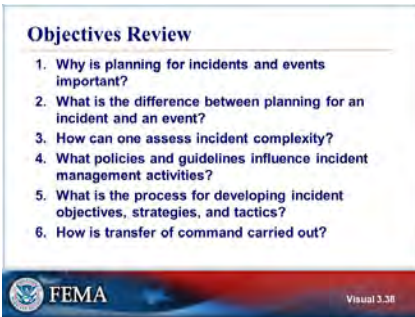 Objectives Review
1. Why is planning for incidents and events
important?
2. What is the difference between planning for an
incident and an event?
3. How can one assess incident complexity?
4. What policies and guidelines influence incident
management activities?
5. What is the process for developing incident
objectives, strategies, and tactics?
6. How is transfer of command carried out?
FEMA
Visual 3.38